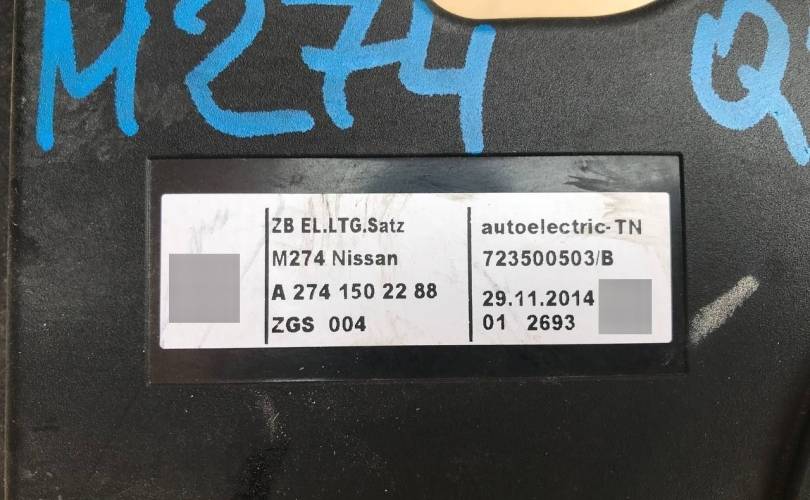 M274 Q
ZB EL.LTG.Satz
M274 Nissan
A 274 150 22 88
ZGS 004
autoelectric-TN
723500503/B
29.11.2014
01 2693